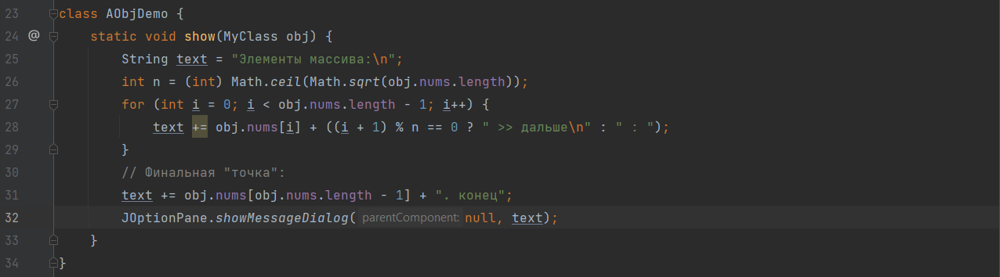 23 class AObjDemo {
24 @ static void show(MyClass obj) {
25 String text = "Элементы массива:\n";
26 int n = (int) Math.ceil(Math.sqrt(obj.nums.length));
27 for (int i = 0; i < obj.nums.length - 1; i++) {
28 text += obj.nums[i] + ((i + 1) % n == 0 ? " >> дальше\n" : " : ");
29 }
30 // Финальная "точка":
31 text += obj.nums[obj.nums.length - 1] + ". конец";
32 JOptionPane.showMessageDialog( parentComponent: null, text);
33 }
34 }